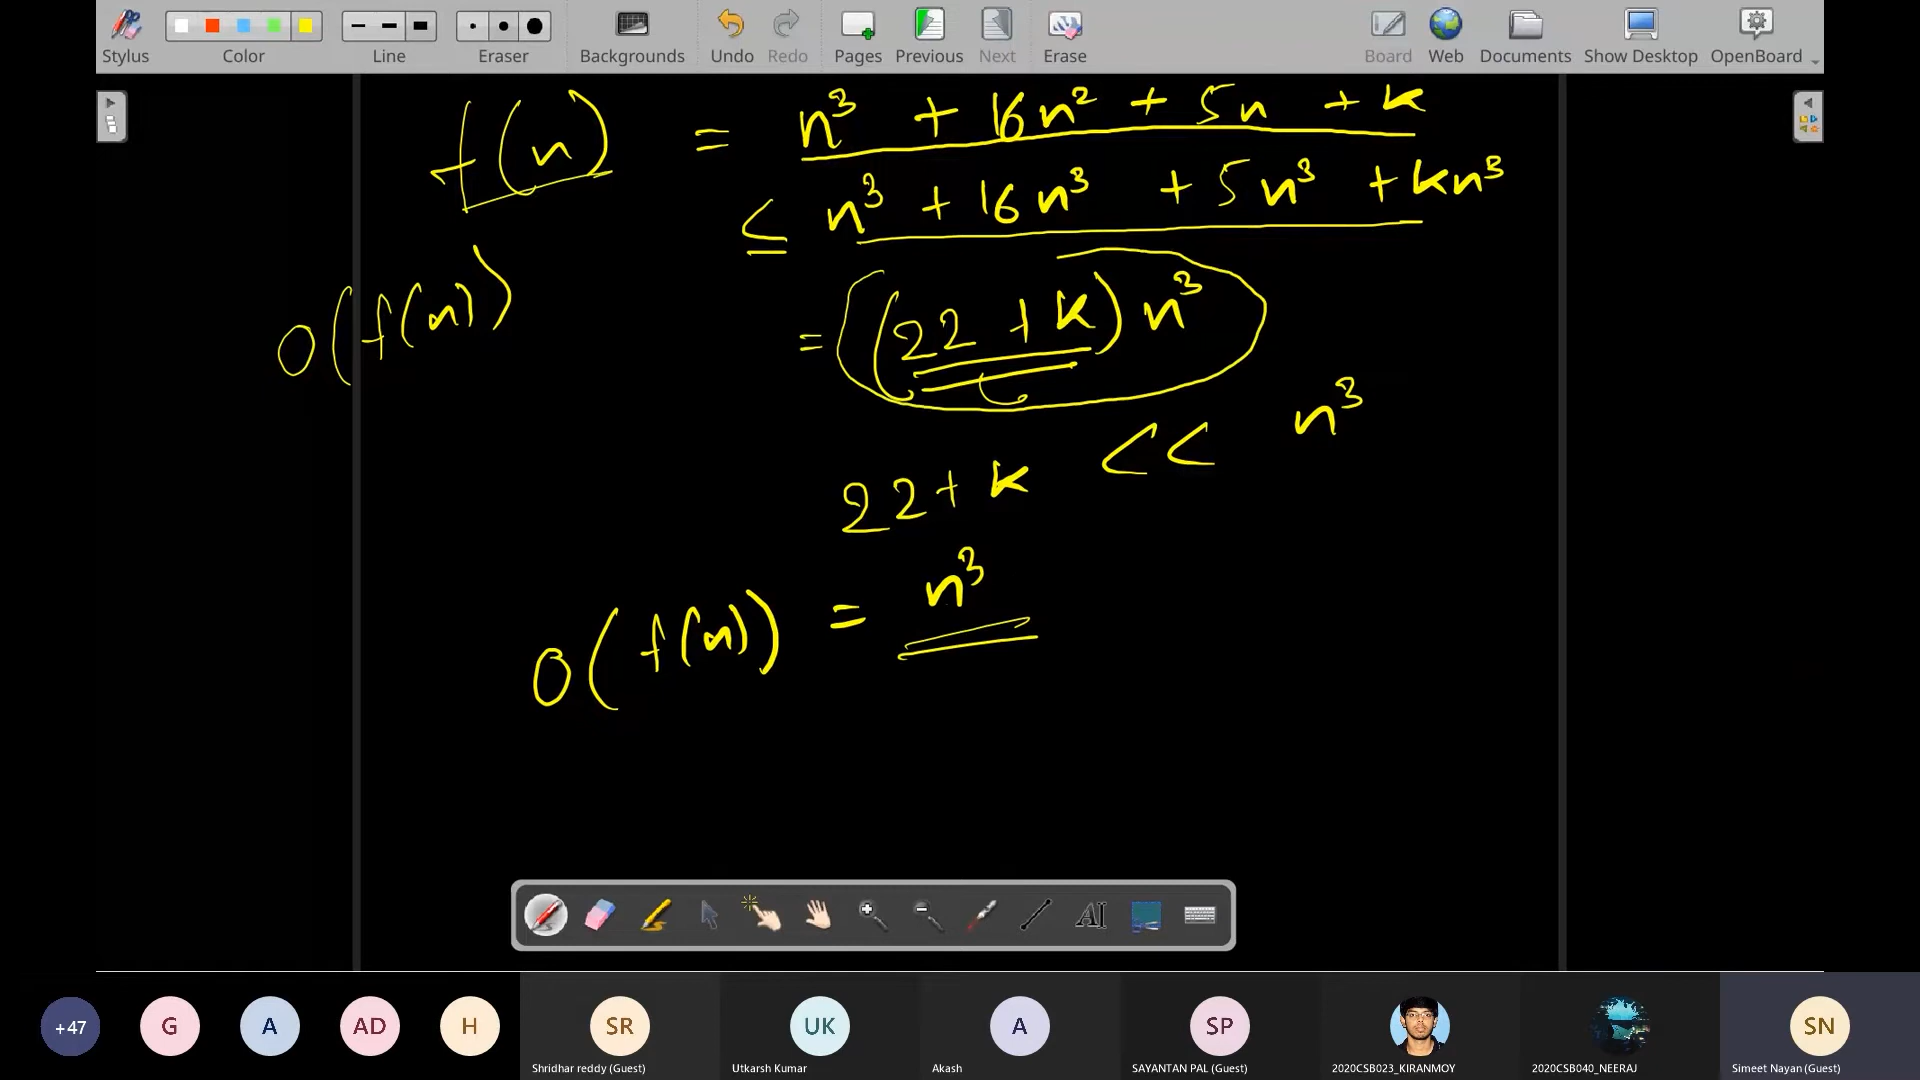 Stylus Color Line Eraser Backgrounds Undo Redo Pages Previous Next Erase Board Web Documents Show Desktop OpenBoard
f(n) = n³ + 16n² + 5n + k
≤ n³ + 16n³ + 5n³ + kn³
O(f(n))
= (22 + k) n³
22 + k << n³
O(f(n)) = n³
AI
+47 G A AD H SR UK A SP SN
Shridhar reddy (Guest) Utkarsh Kumar Akash SAYANTAN PAL (Guest) 2020CSB023_KIRANMOY 2020CSB040_NEERAJ Simeet Nayan (Guest)